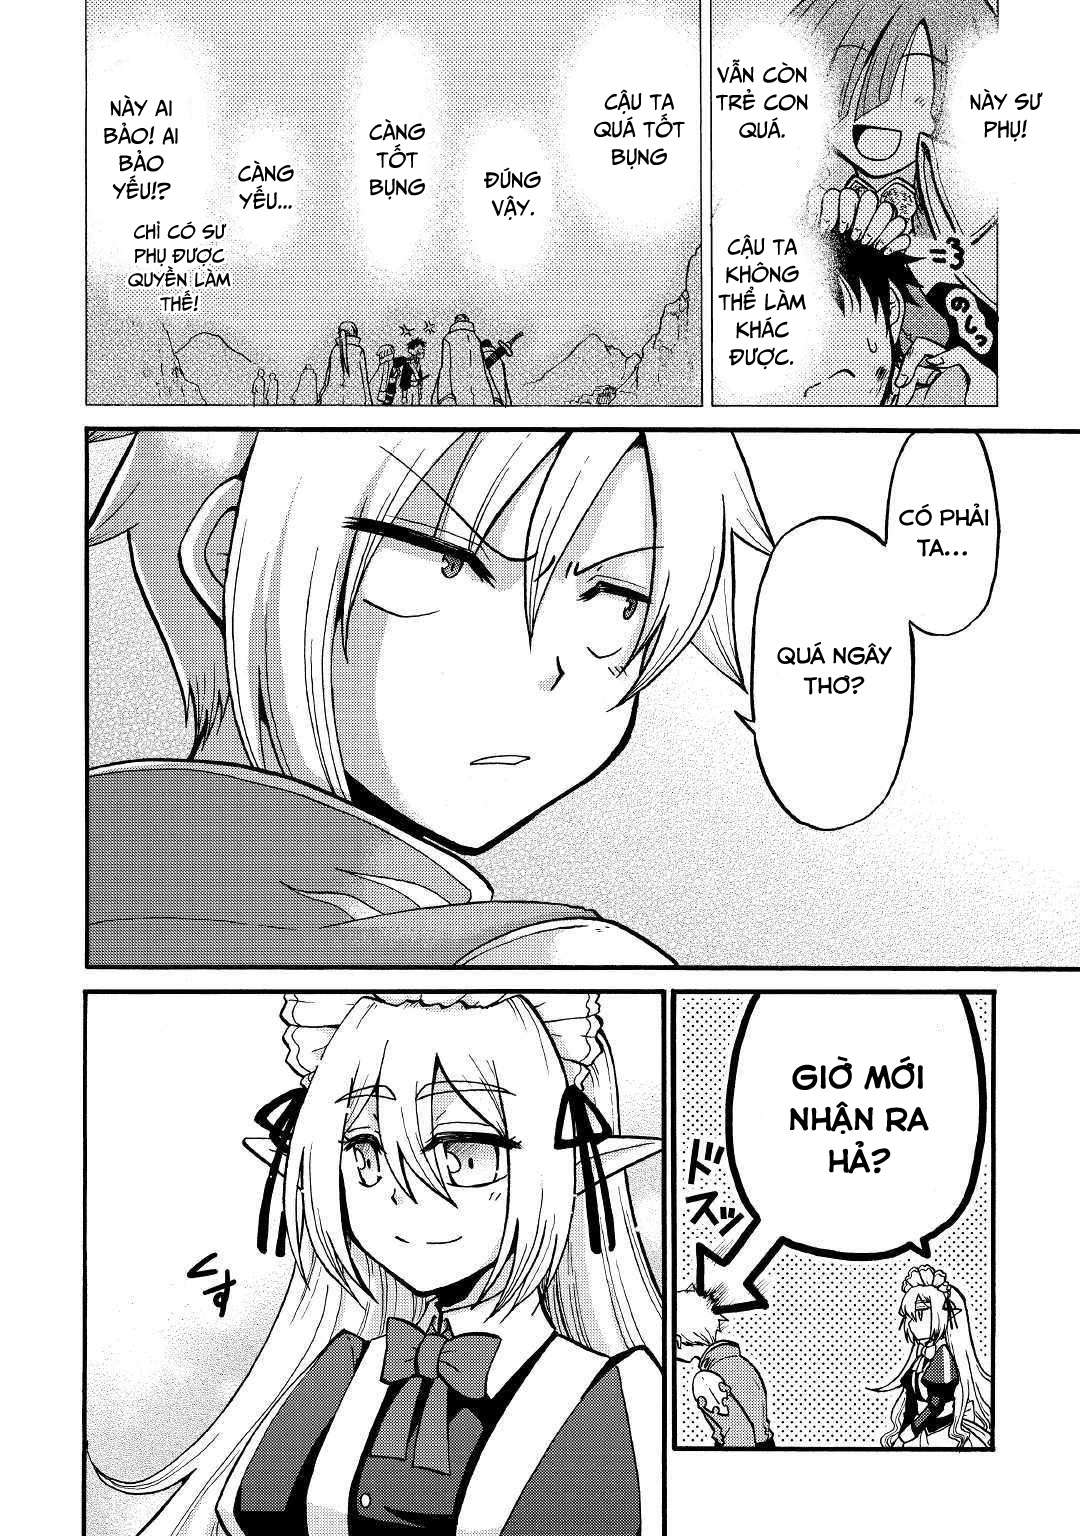 NÀY SƯ
PHỤ!
VẪN CÒN
TRẺ CON
QUÁ.
CẬU TA
KHÔNG
THỂ LÀM
KHÁC
ĐƯỢC.
のしっ
CẬU TA
QUÁ TỐT
BỤNG
ĐÚNG
VẬY.
CÀNG
TỐT
BỤNG
CÀNG
YẾU...
NÀY AI
BẢO! AI
BẢO
YẾU!?
CHỈ CÓ SƯ
PHỤ ĐƯỢC
QUYỀN LÀM
THẾ!
CÓ PHẢI
TA...
QUÁ NGÂY
THƠ?
GIỜ MỚI
NHẬN RA
HẢ?
ドスッ
くす